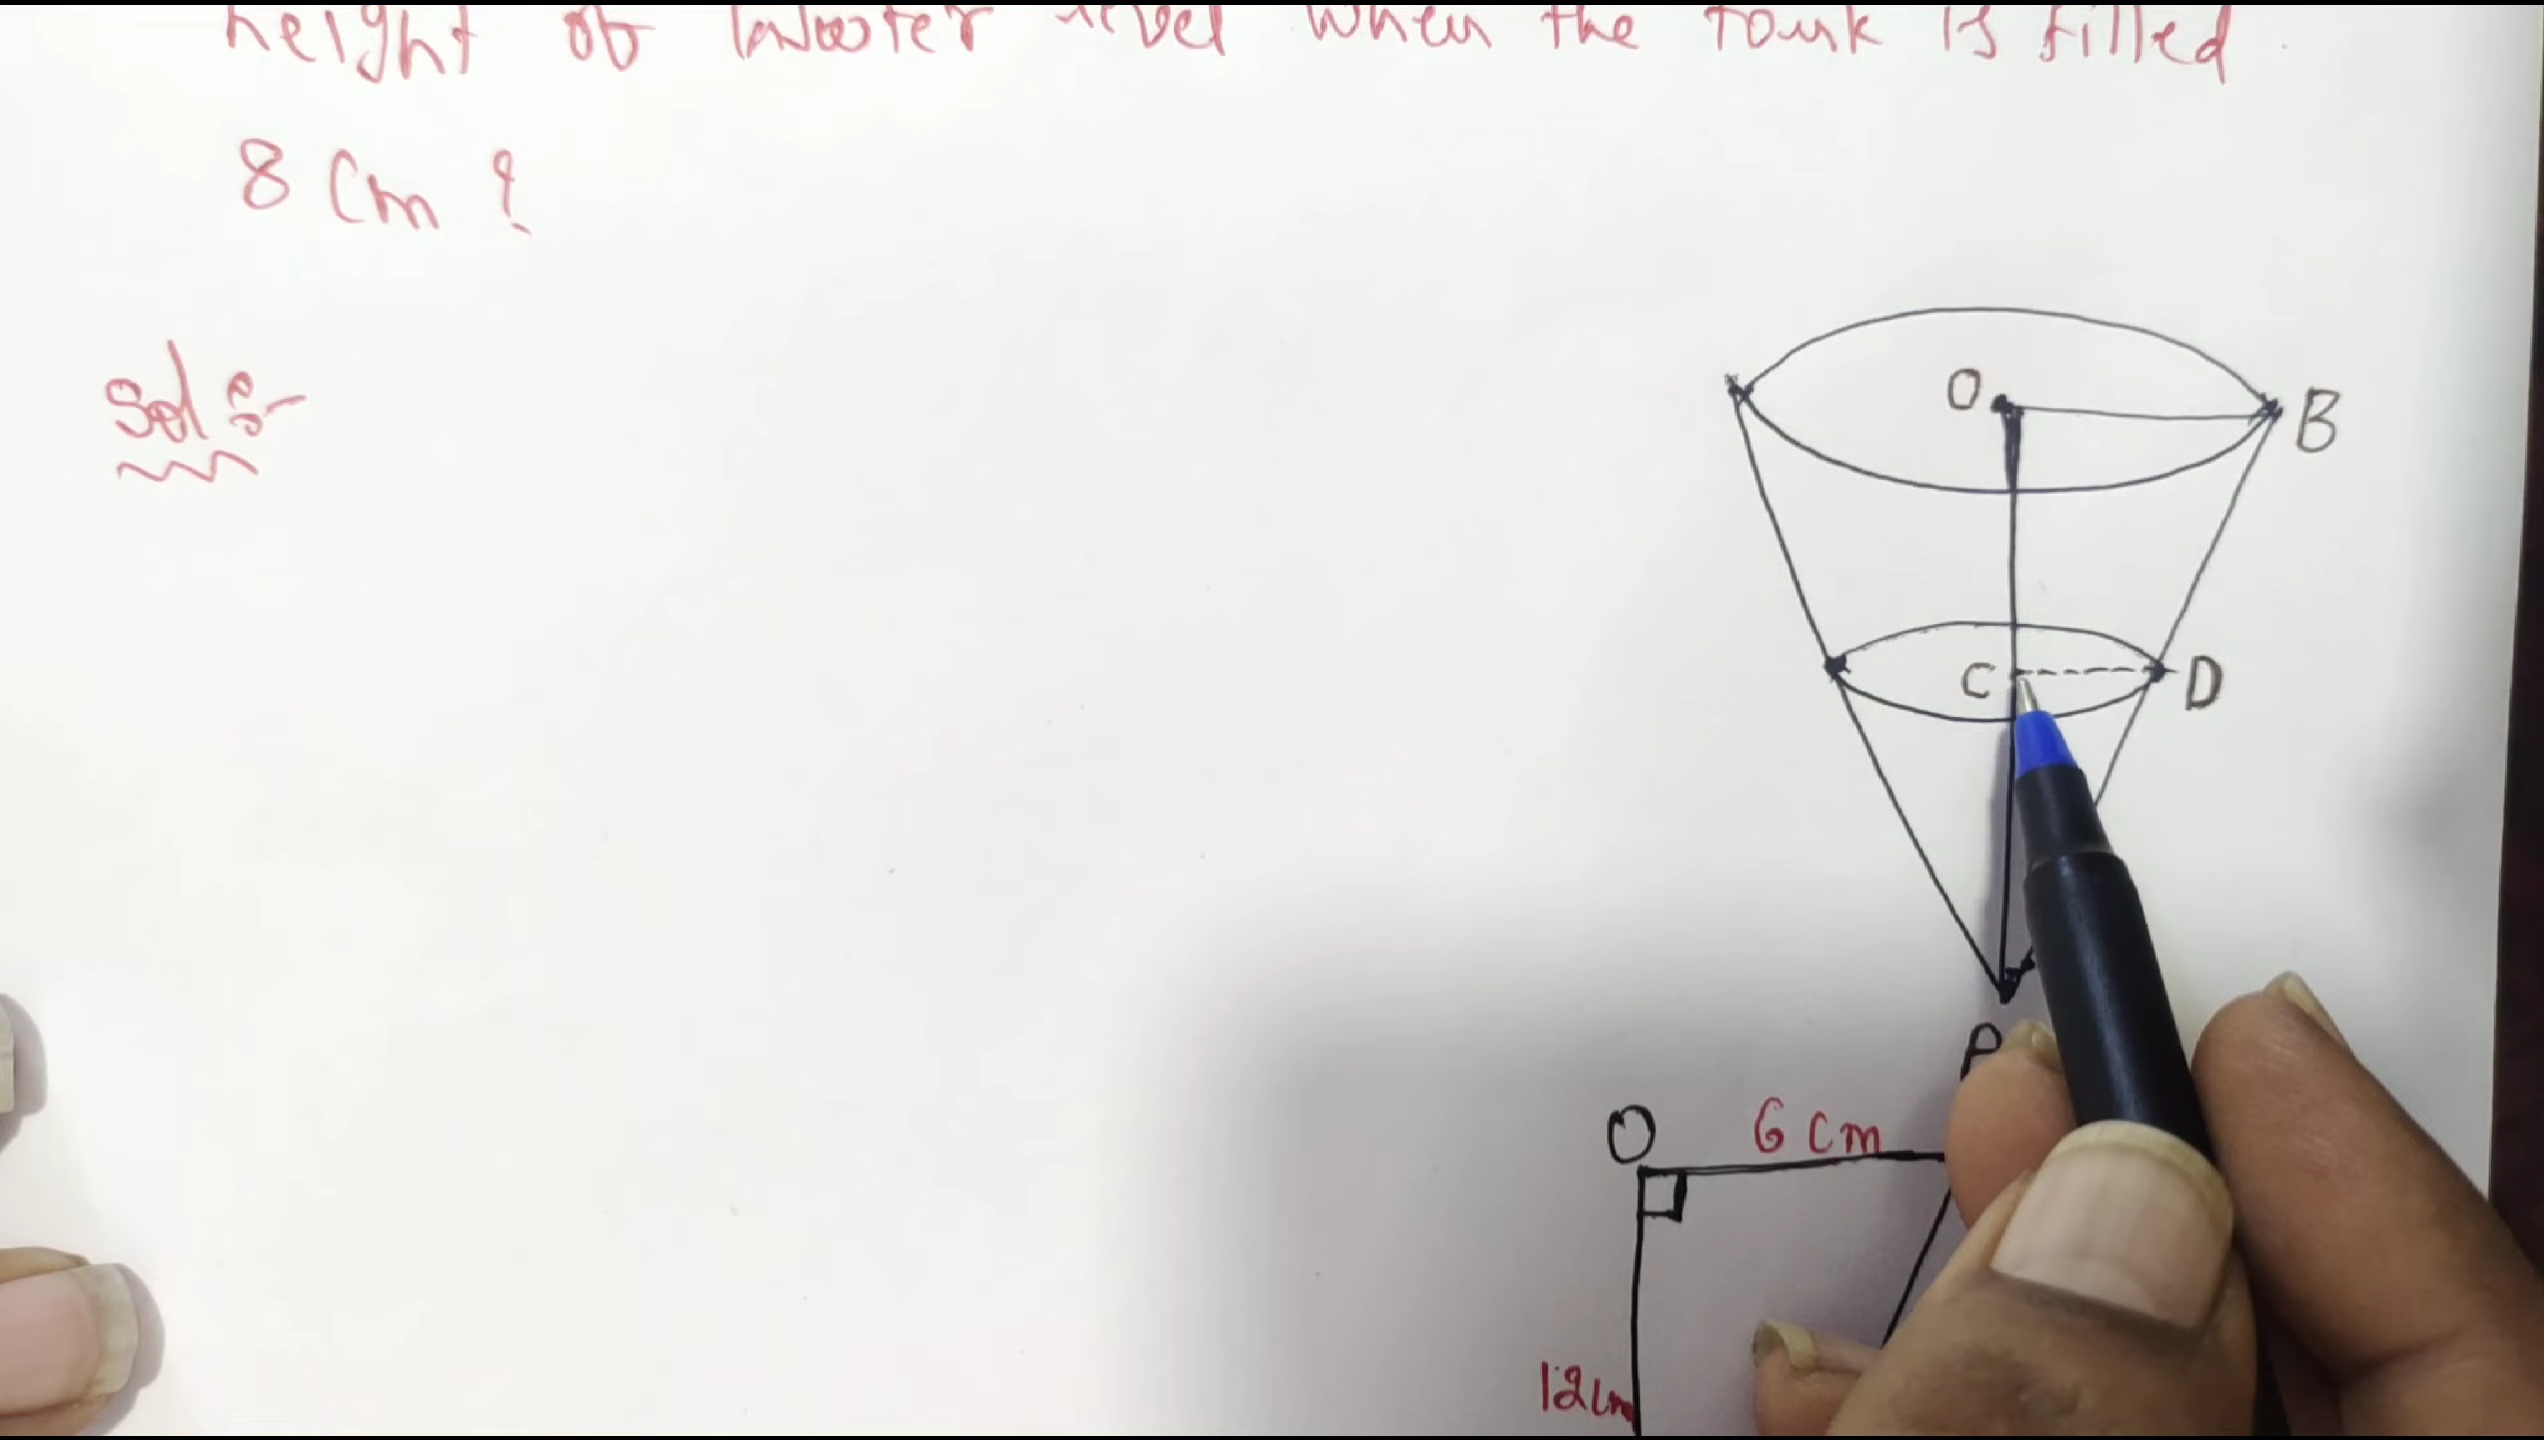 height of Water level When the Tank is filled
8 Cm ?
Sol :-
O
B
C
D
P
O
6 Cm
12cm